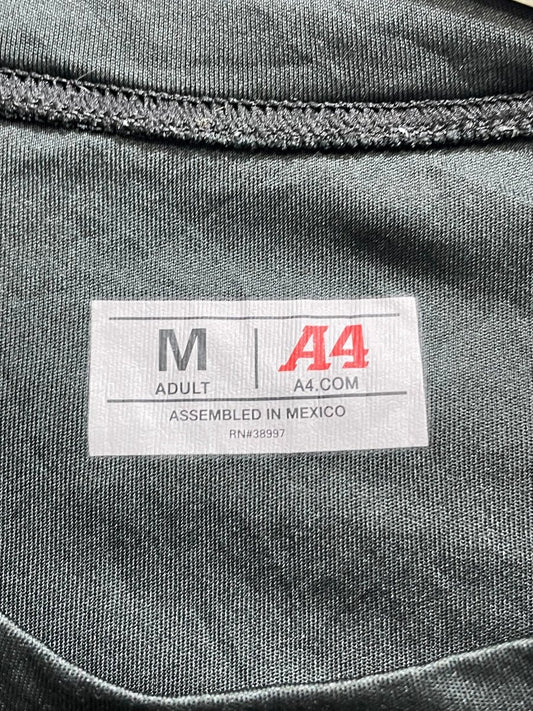 M
ADULT
A4
A4.COM
ASSEMBLED IN MEXICO
RN#38997